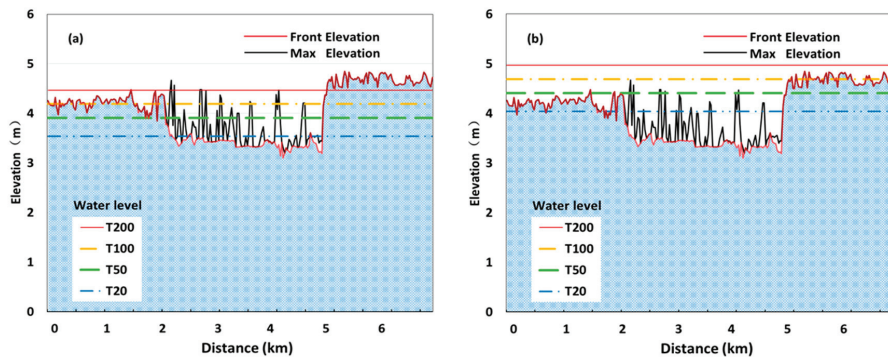 (a)
Front Elevation
Max Elevation
Elevation (m)
6
5
4
3
2
1
0
Water level
T200
T100
T50
T20
0 1 2 3 4 5 6
Distance (km)
(b)
Front Elevation
Max Elevation
Elevation (m)
6
5
4
3
2
1
0
Water level
T200
T100
T50
T20
0 1 2 3 4 5 6
Distance (km)